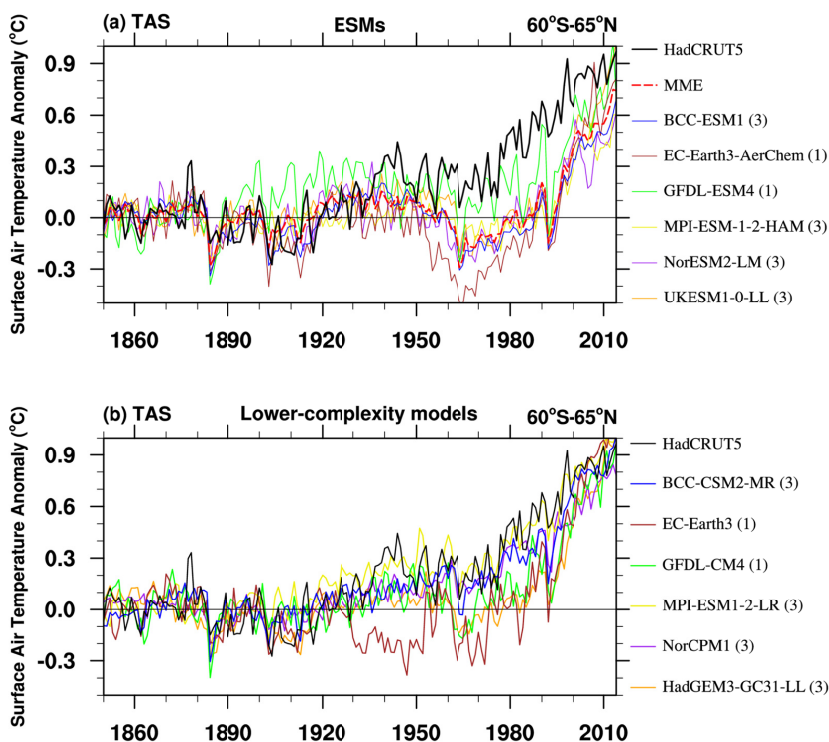 (a) TAS ESMs 60°S-65°N
Surface Air Temperature Anomaly (°C)
0.9
0.6
0.3
0.0
-0.3
1860 1890 1920 1950 1980 2010
HadCRUT5
MME
BCC-ESM1 (3)
EC-Earth3-AerChem (1)
GFDL-ESM4 (1)
MPI-ESM-1-2-HAM (3)
NorESM2-LM (3)
UKESM1-0-LL (3)
(b) TAS Lower-complexity models 60°S-65°N
Surface Air Temperature Anomaly (°C)
0.9
0.6
0.3
0.0
-0.3
1860 1890 1920 1950 1980 2010
HadCRUT5
BCC-CSM2-MR (3)
EC-Earth3 (1)
GFDL-CM4 (1)
MPI-ESM1-2-LR (3)
NorCPM1 (3)
HadGEM3-GC31-LL (3)